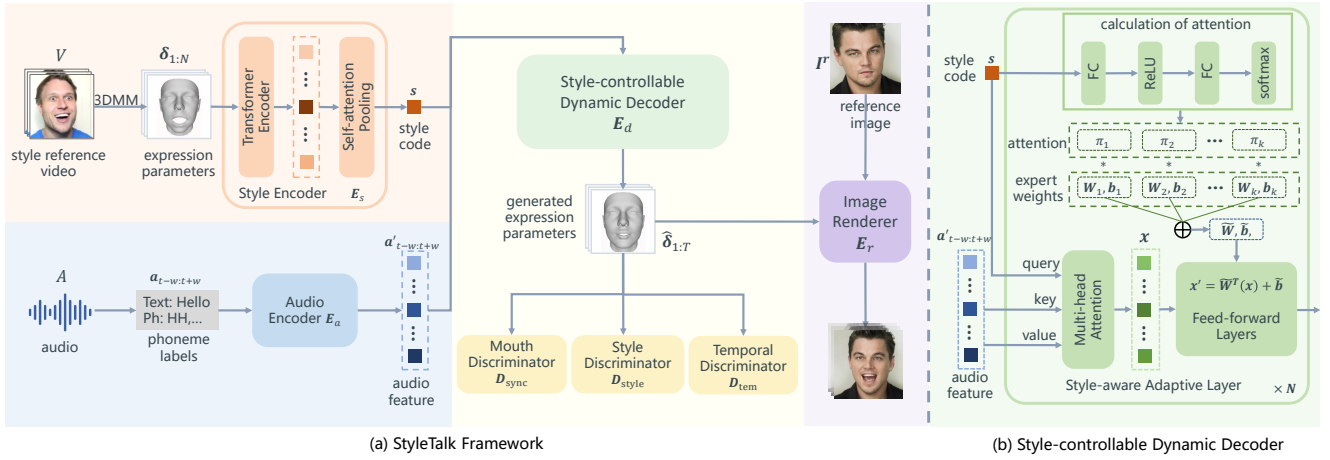 V
δ1:N
3DMM
style reference
video
expression
parameters
Transformer
Encoder
Self-attention
Pooling
Style Encoder
Es
s
style
code
A
audio
a t−w:t+w
Text: Hello
Ph: HH,...
phoneme
labels
Audio
Encoder Ea
a′ t−w:t+w
audio
feature
Style-controllable
Dynamic Decoder
Ed
generated
expression
parameters
δ̂1:T
Mouth
Discriminator
Dsync
Style
Discriminator
Dstyle
Temporal
Discriminator
Dtem
I^r
reference
image
Image
Renderer
Er
(a) StyleTalk Framework
style
code
s
calculation of attention
FC
ReLU
FC
softmax
attention
π1
π2
•••
πk
* * *
expert
weights
W1, b1
W2, b2
•••
Wk, bk
W̃, b̃,
a′ t−w:t+w
audio
feature
query
key
value
Multi-head
Attention
x
x′ = W̃^T(x) + b̃
Feed-forward
Layers
Style-aware Adaptive Layer
× N
(b) Style-controllable Dynamic Decoder